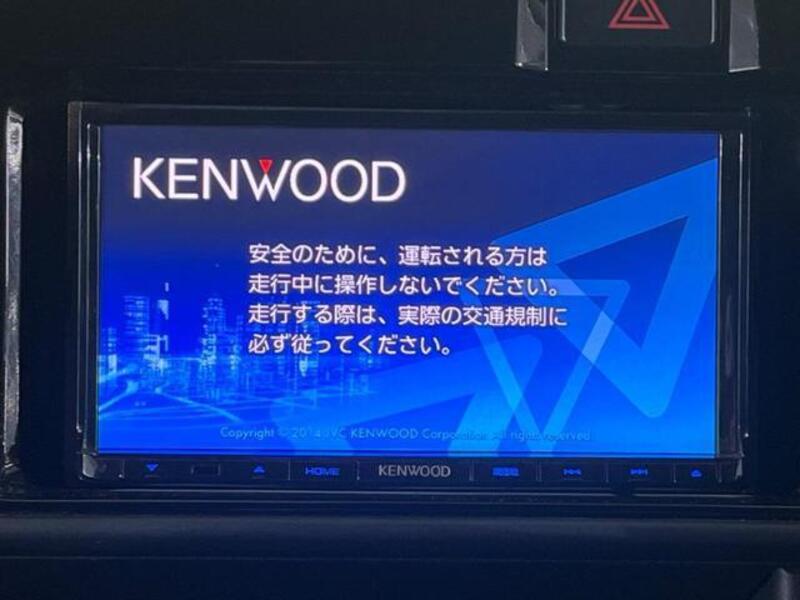 KENWOOD
安全のために、運転される方は
走行中に操作しないでください。
走行する際は、実際の交通規制に
必ず従ってください。
Copyright © 2014 JVC KENWOOD Corporation All rights reserved.
HOME KENWOOD